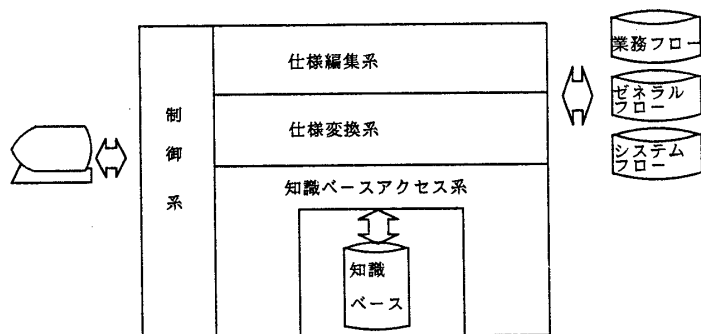 業務フロー
仕様編集系
ゼネラル
フロー
制
御
系
仕様変換系
システム
フロー
知識ベースアクセス系
知識
ベース